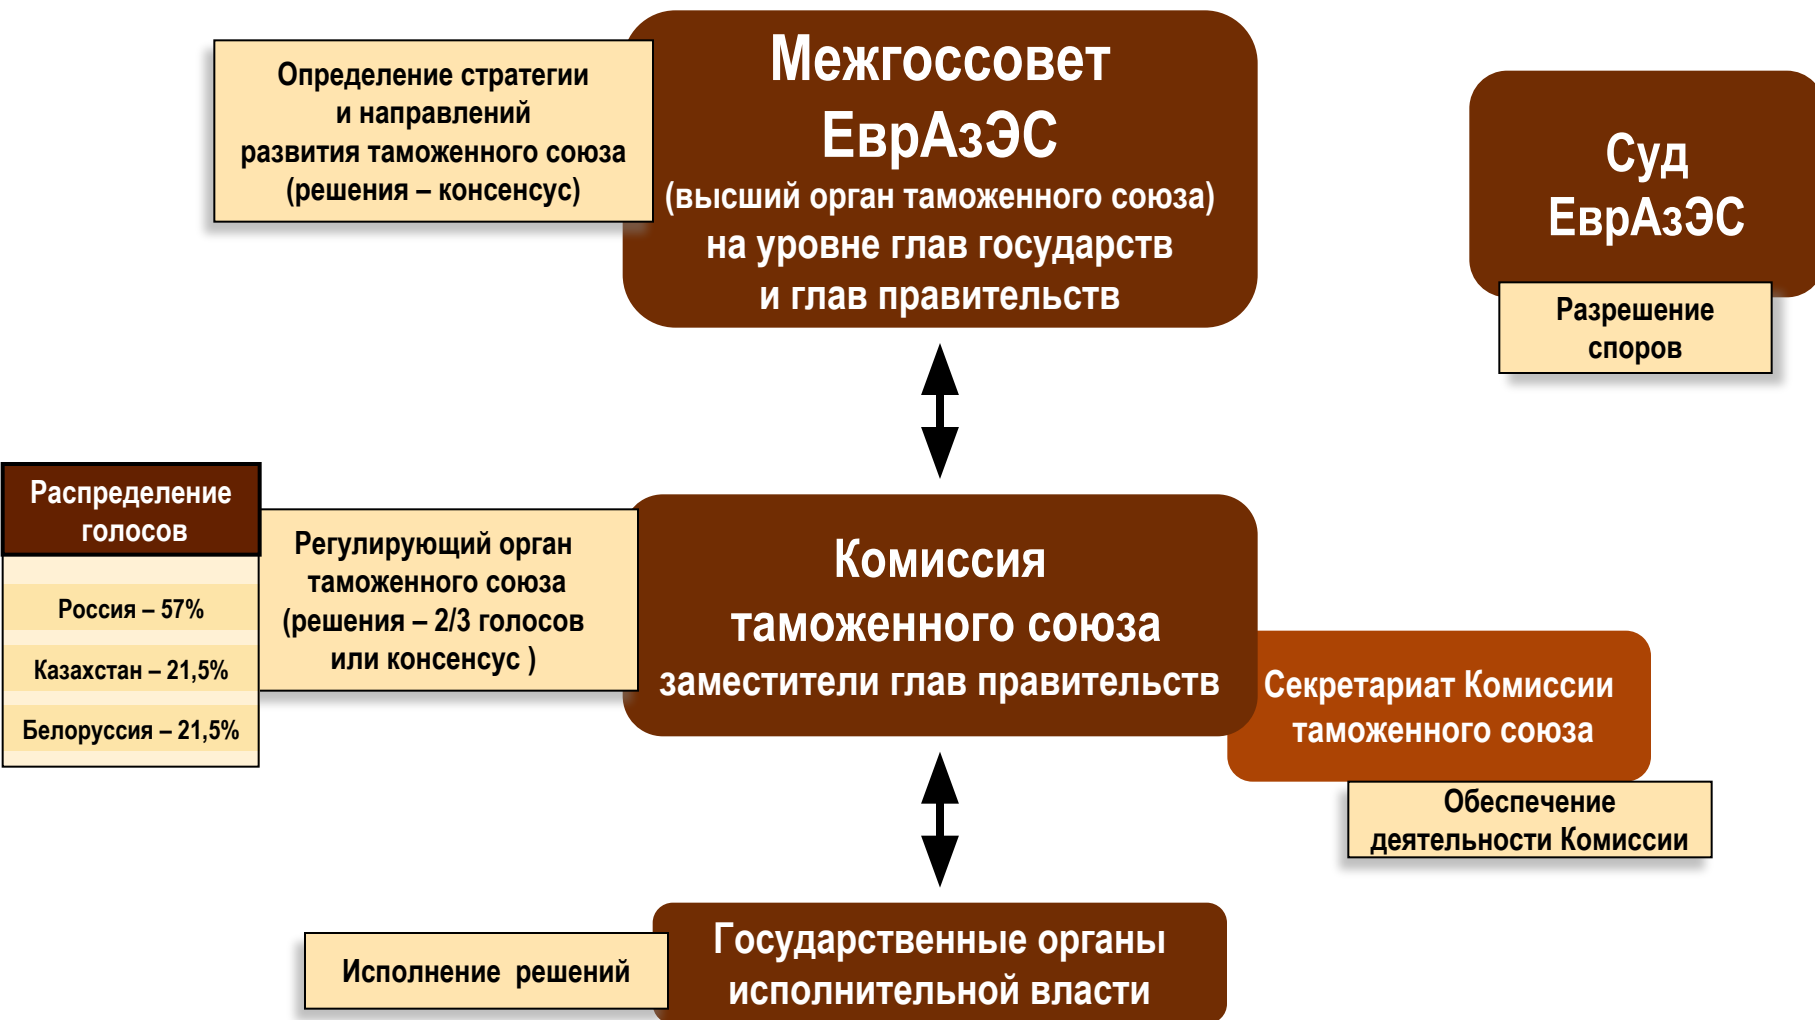 Определение стратегии
и направлений
развития таможенного союза
(решения – консенсус)
Межгоссовет
ЕврАзЭС
(высший орган таможенного союза)
на уровне глав государств
и глав правительств
Суд
ЕврАзЭС
Разрешение
споров
Распределение
голосов
Россия – 57%
Казахстан – 21,5%
Белоруссия – 21,5%
Регулирующий орган
таможенного союза
(решения – 2/3 голосов
или консенсус )
Комиссия
таможенного союза
заместители глав правительств
Секретариат Комиссии
таможенного союза
Обеспечение
деятельности Комиссии
Исполнение решений
Государственные органы
исполнительной власти